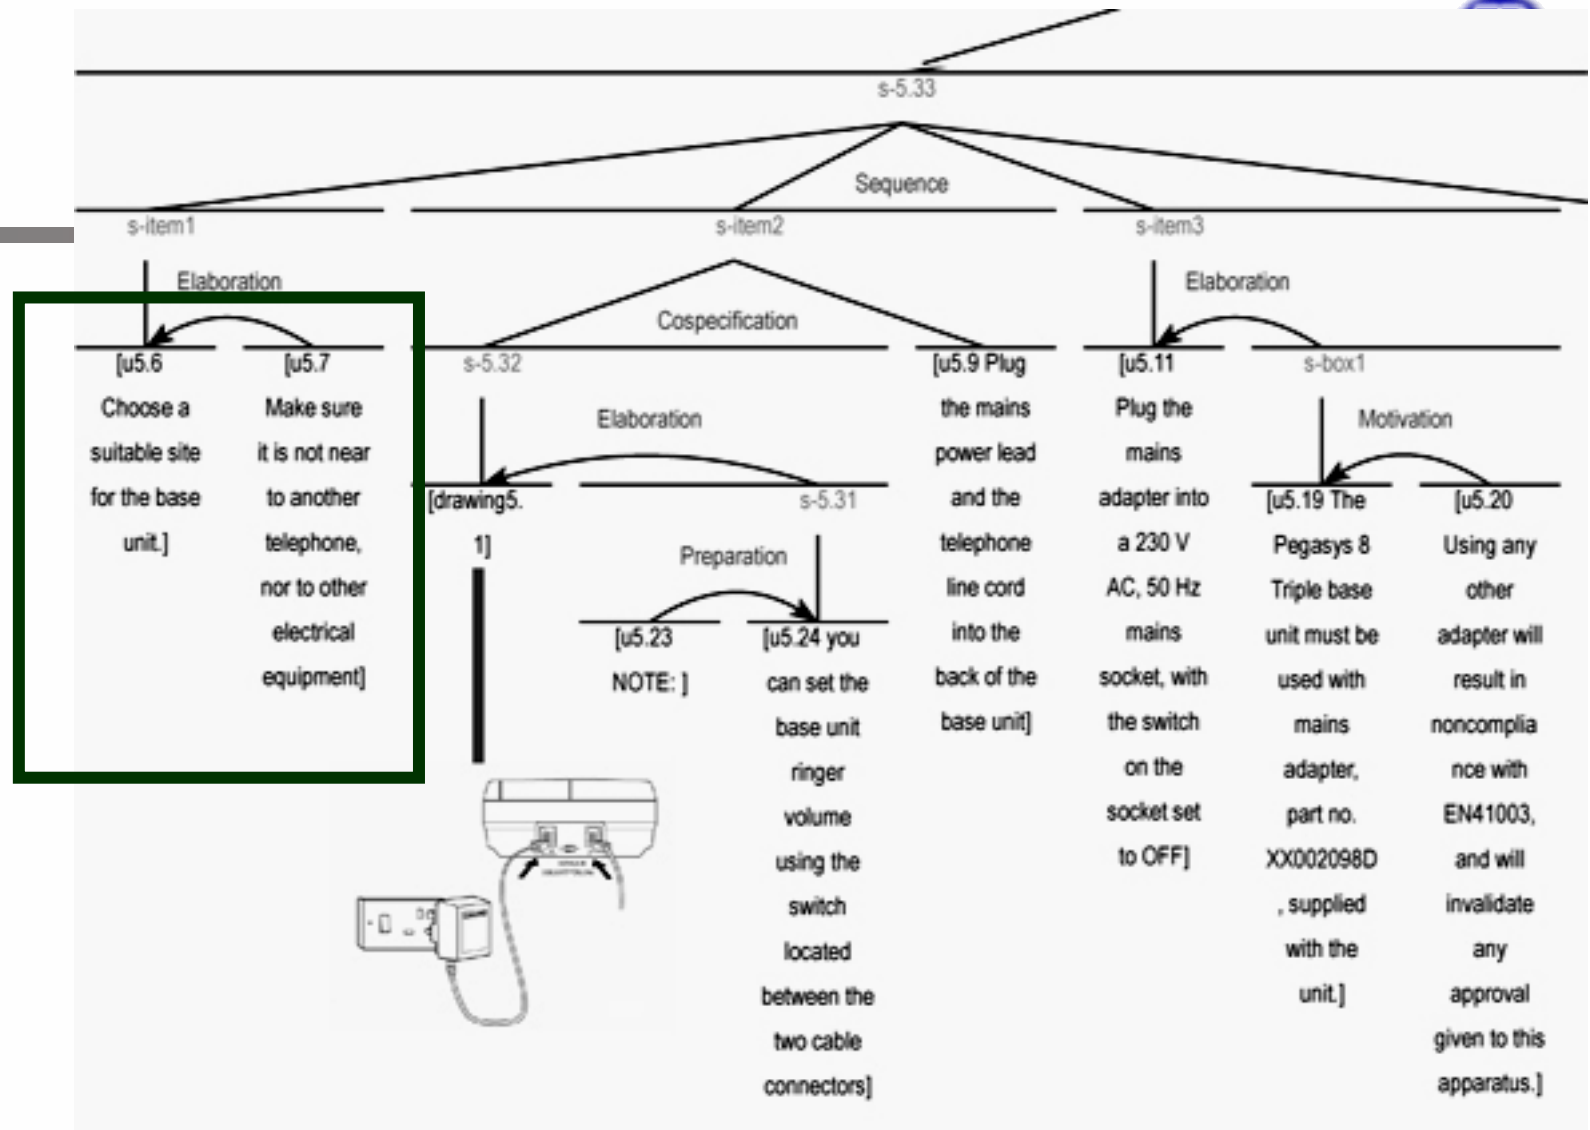 s-5.33
Sequence
s-item1
s-item2
s-item3
Elaboration
Cospecification
Elaboration
[u5.6
Choose a
suitable site
for the base
unit.]
[u5.7
Make sure
it is not near
to another
telephone,
nor to other
electrical
equipment]
s-5.32
Elaboration
[drawing5.
1]
s-5.31
Preparation
[u5.23
NOTE: ]
[u5.24 you
can set the
base unit
ringer
volume
using the
switch
located
between the
two cable
connectors]
[u5.9 Plug
the mains
power lead
and the
telephone
line cord
into the
back of the
base unit]
[u5.11
Plug the
mains
adapter into
a 230 V
AC, 50 Hz
mains
socket, with
the switch
on the
socket set
to OFF]
s-box1
Motivation
[u5.19 The
Pegasys 8
Triple base
unit must be
used with
mains
adapter,
part no.
XX002098D
, supplied
with the
unit.]
[u5.20
Using any
other
adapter will
result in
noncomplia
nce with
EN41003,
and will
invalidate
any
approval
given to this
apparatus.]